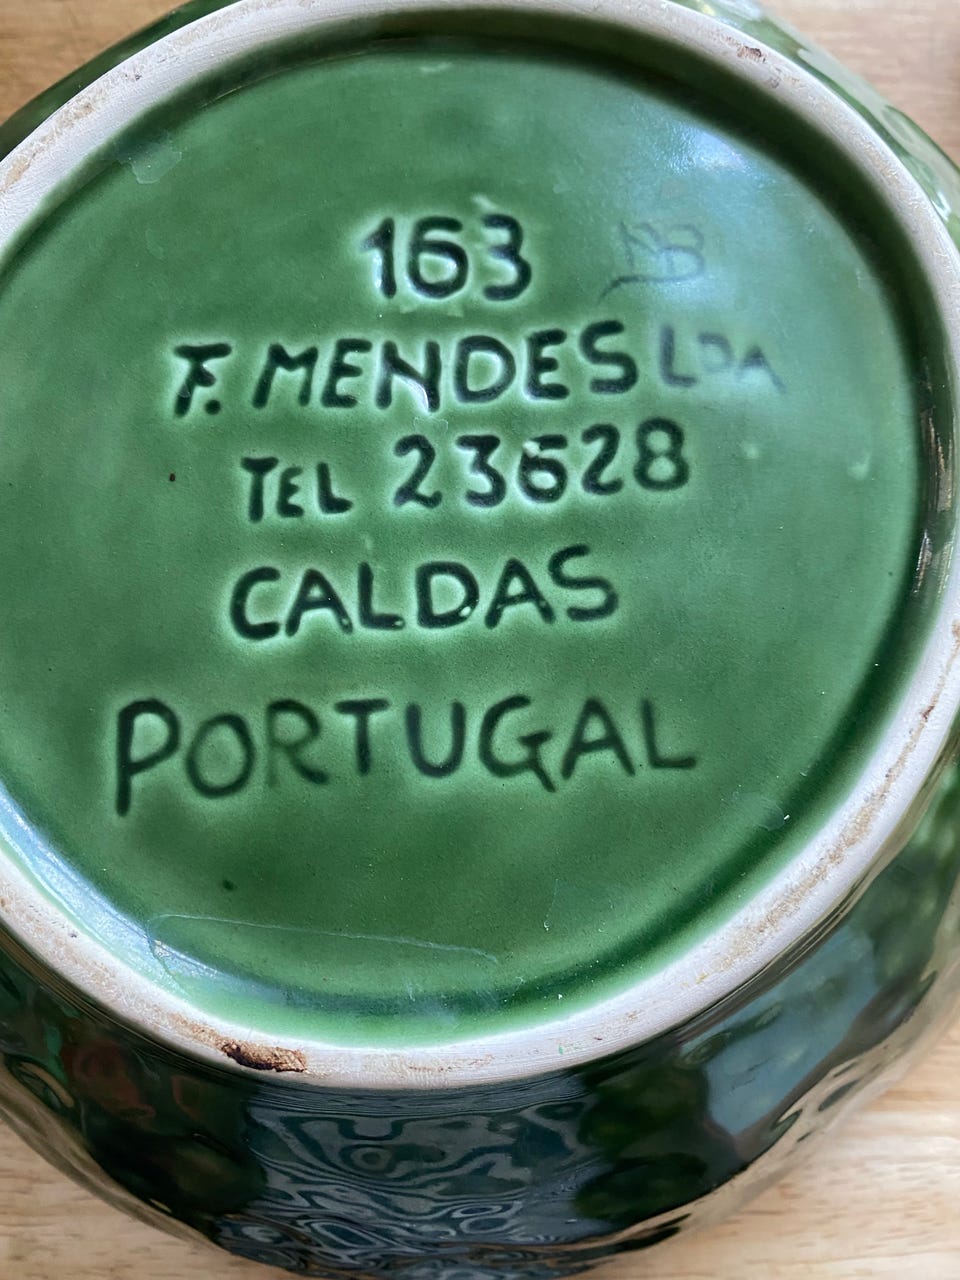 163
F. MENDES LDA
TEL 23628
CALDAS
PORTUGAL